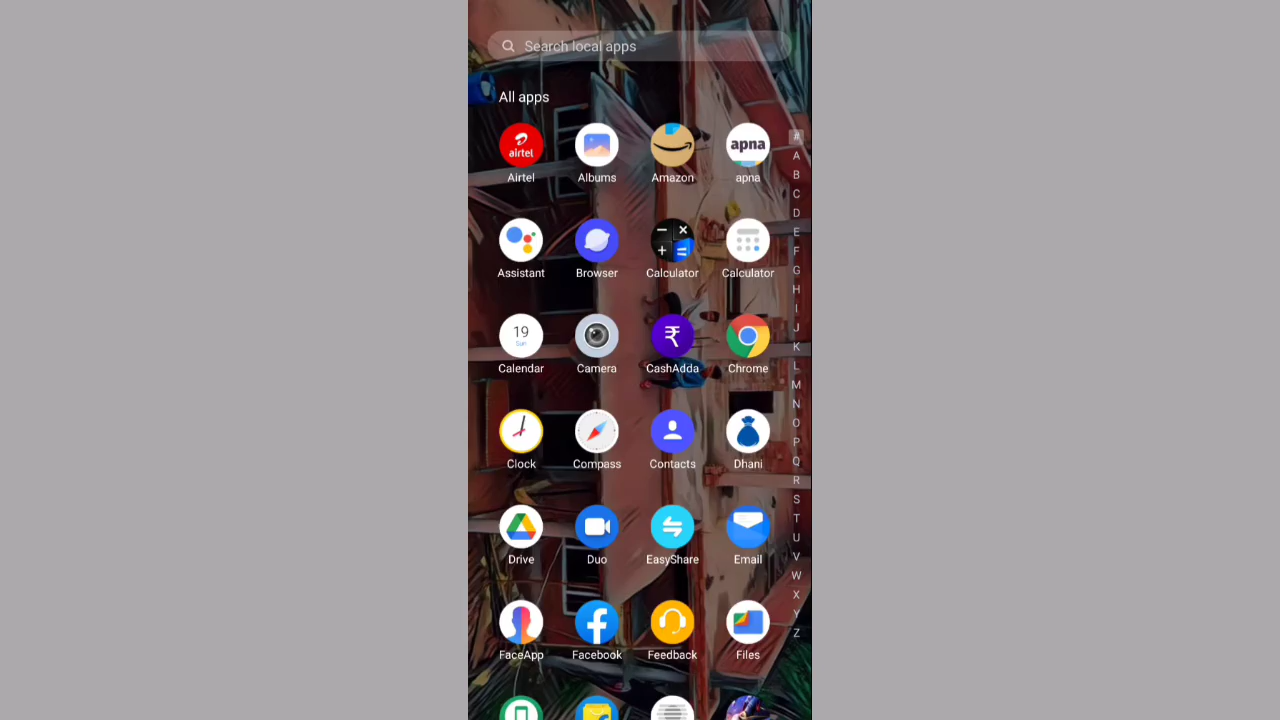 Search local apps
All apps
airtel
apna
Airtel
Albums
Amazon
apna
Assistant
Browser
Calculator
Calculator
19
Sun
Calendar
Camera
CashAdda
Chrome
Clock
Compass
Contacts
Dhani
Drive
Duo
EasyShare
Email
FaceApp
Facebook
Feedback
Files
#
A
B
C
D
E
F
G
H
I
J
K
L
M
N
O
P
Q
R
S
T
U
V
W
X
Y
Z